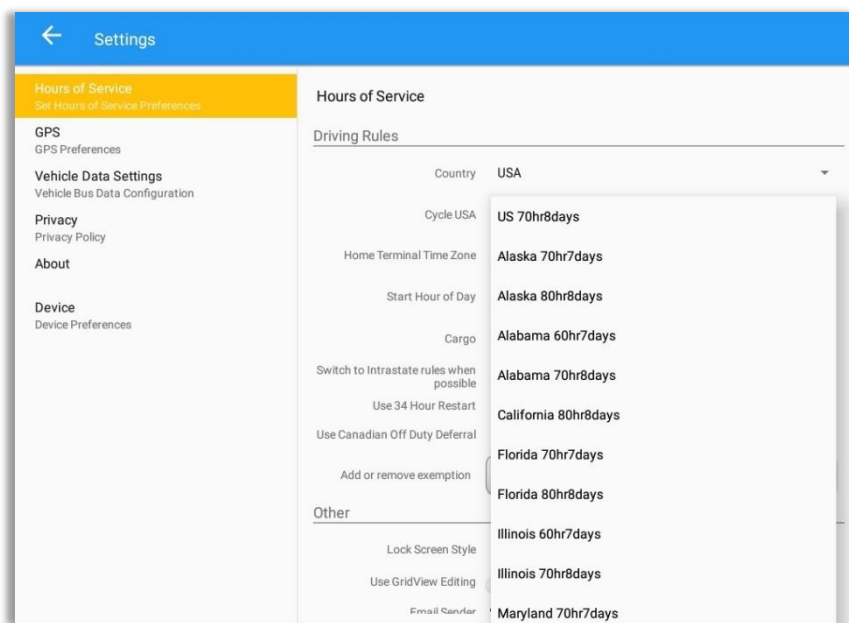 Settings
Hours of Service
Set Hours of Service Preferences
GPS
GPS Preferences
Vehicle Data Settings
Vehicle Bus Data Configuration
Privacy
Privacy Policy
About
Device
Device Preferences
Hours of Service
Driving Rules
Country USA
Cycle USA
Home Terminal Time Zone
Start Hour of Day
Cargo
Switch to Intrastate rules when
possible
Use 34 Hour Restart
Use Canadian Off Duty Deferral
Add or remove exemption
Other
Lock Screen Style
Use GridView Editing
Email Sender
US 70hr8days
Alaska 70hr7days
Alaska 80hr8days
Alabama 60hr7days
Alabama 70hr8days
California 80hr8days
Florida 70hr7days
Florida 80hr8days
Illinois 60hr7days
Illinois 70hr8days
Maryland 70hr7days